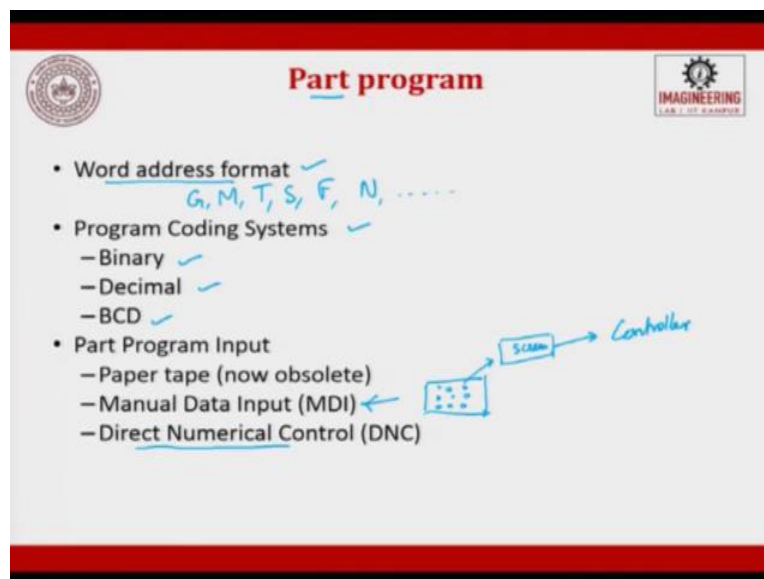 Part program
IMAGINEERING
LAB | IIT KANPUR
• Word address format
G, M, T, S, F, N, ......
• Program Coding Systems
–Binary
–Decimal
–BCD
• Part Program Input
–Paper tape (now obsolete)
–Manual Data Input (MDI)
–Direct Numerical Control (DNC)
Screen
Controller